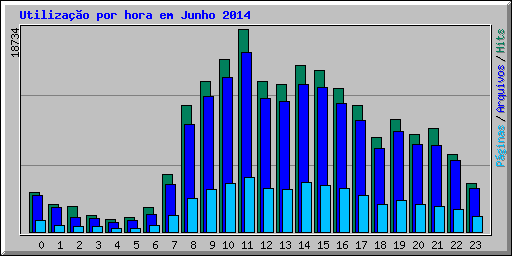 Utilização por hora em Junho 2014
18734
Páginas / Arquivos / Hits
0 1 2 3 4 5 6 7 8 9 10 11 12 13 14 15 16 17 18 19 20 21 22 23